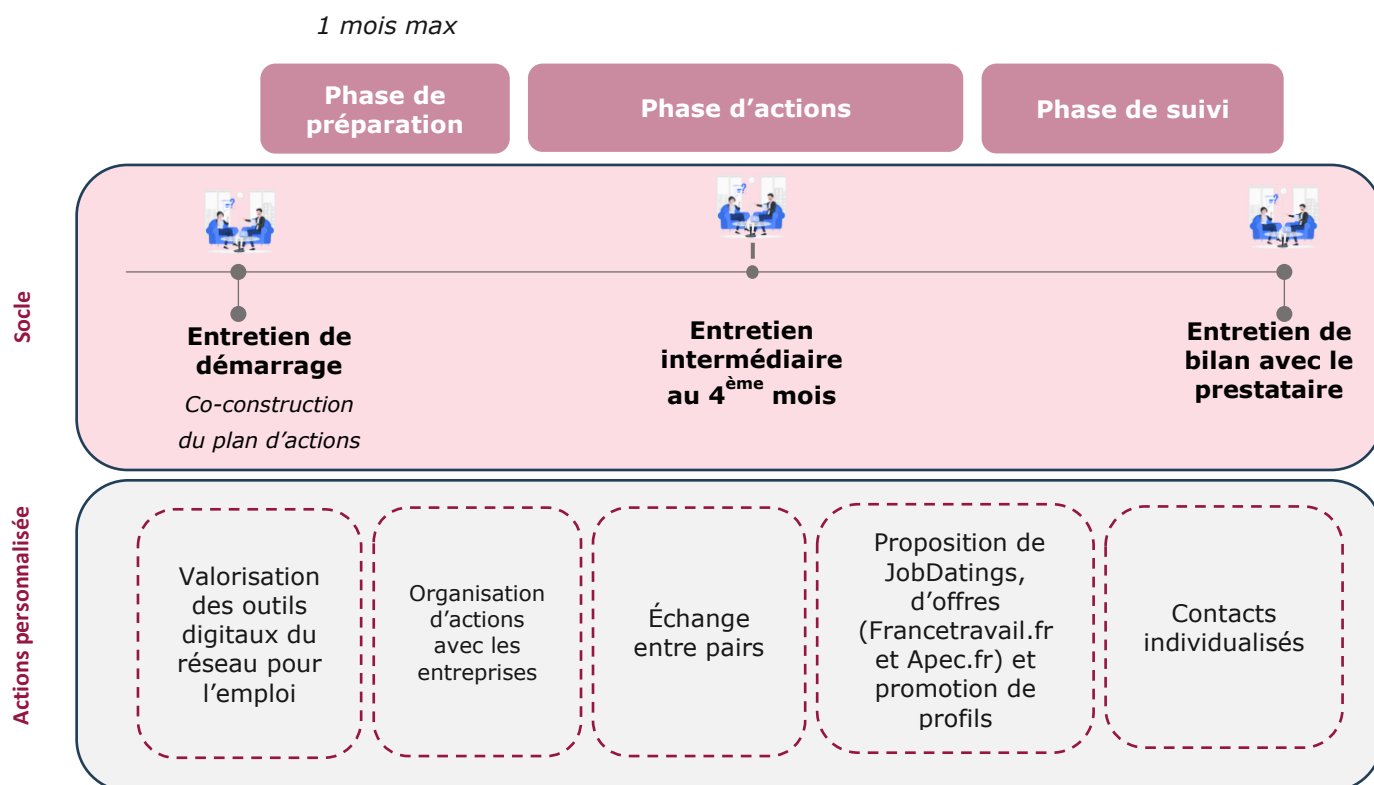 1 mois max
Phase de
préparation
Phase d’actions
Phase de suivi
Socle
Entretien de
démarrage
Co-construction
du plan d’actions
Entretien
intermédiaire
au 4ème mois
Entretien de
bilan avec le
prestataire
Actions personnalisée
Valorisation
des outils
digitaux du
réseau pour
l’emploi
Organisation
d’actions
avec les
entreprises
Échange
entre pairs
Proposition de
JobDatings,
d’offres
(Francetravail.fr
et Apec.fr) et
promotion de
profils
Contacts
individualisés